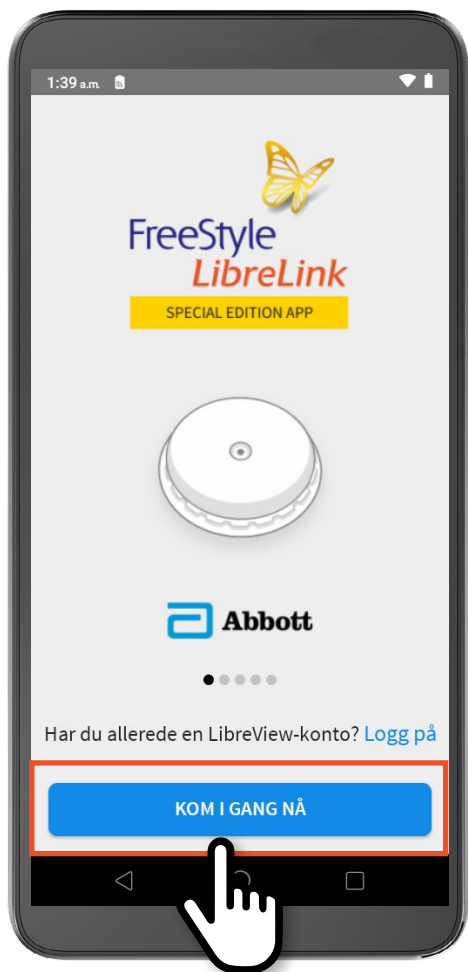 1:39 a.m.
FreeStyle
LibreLink
SPECIAL EDITION APP
Abbott
Har du allerede en LibreView-konto? Logg på
KOM I GANG NÅ